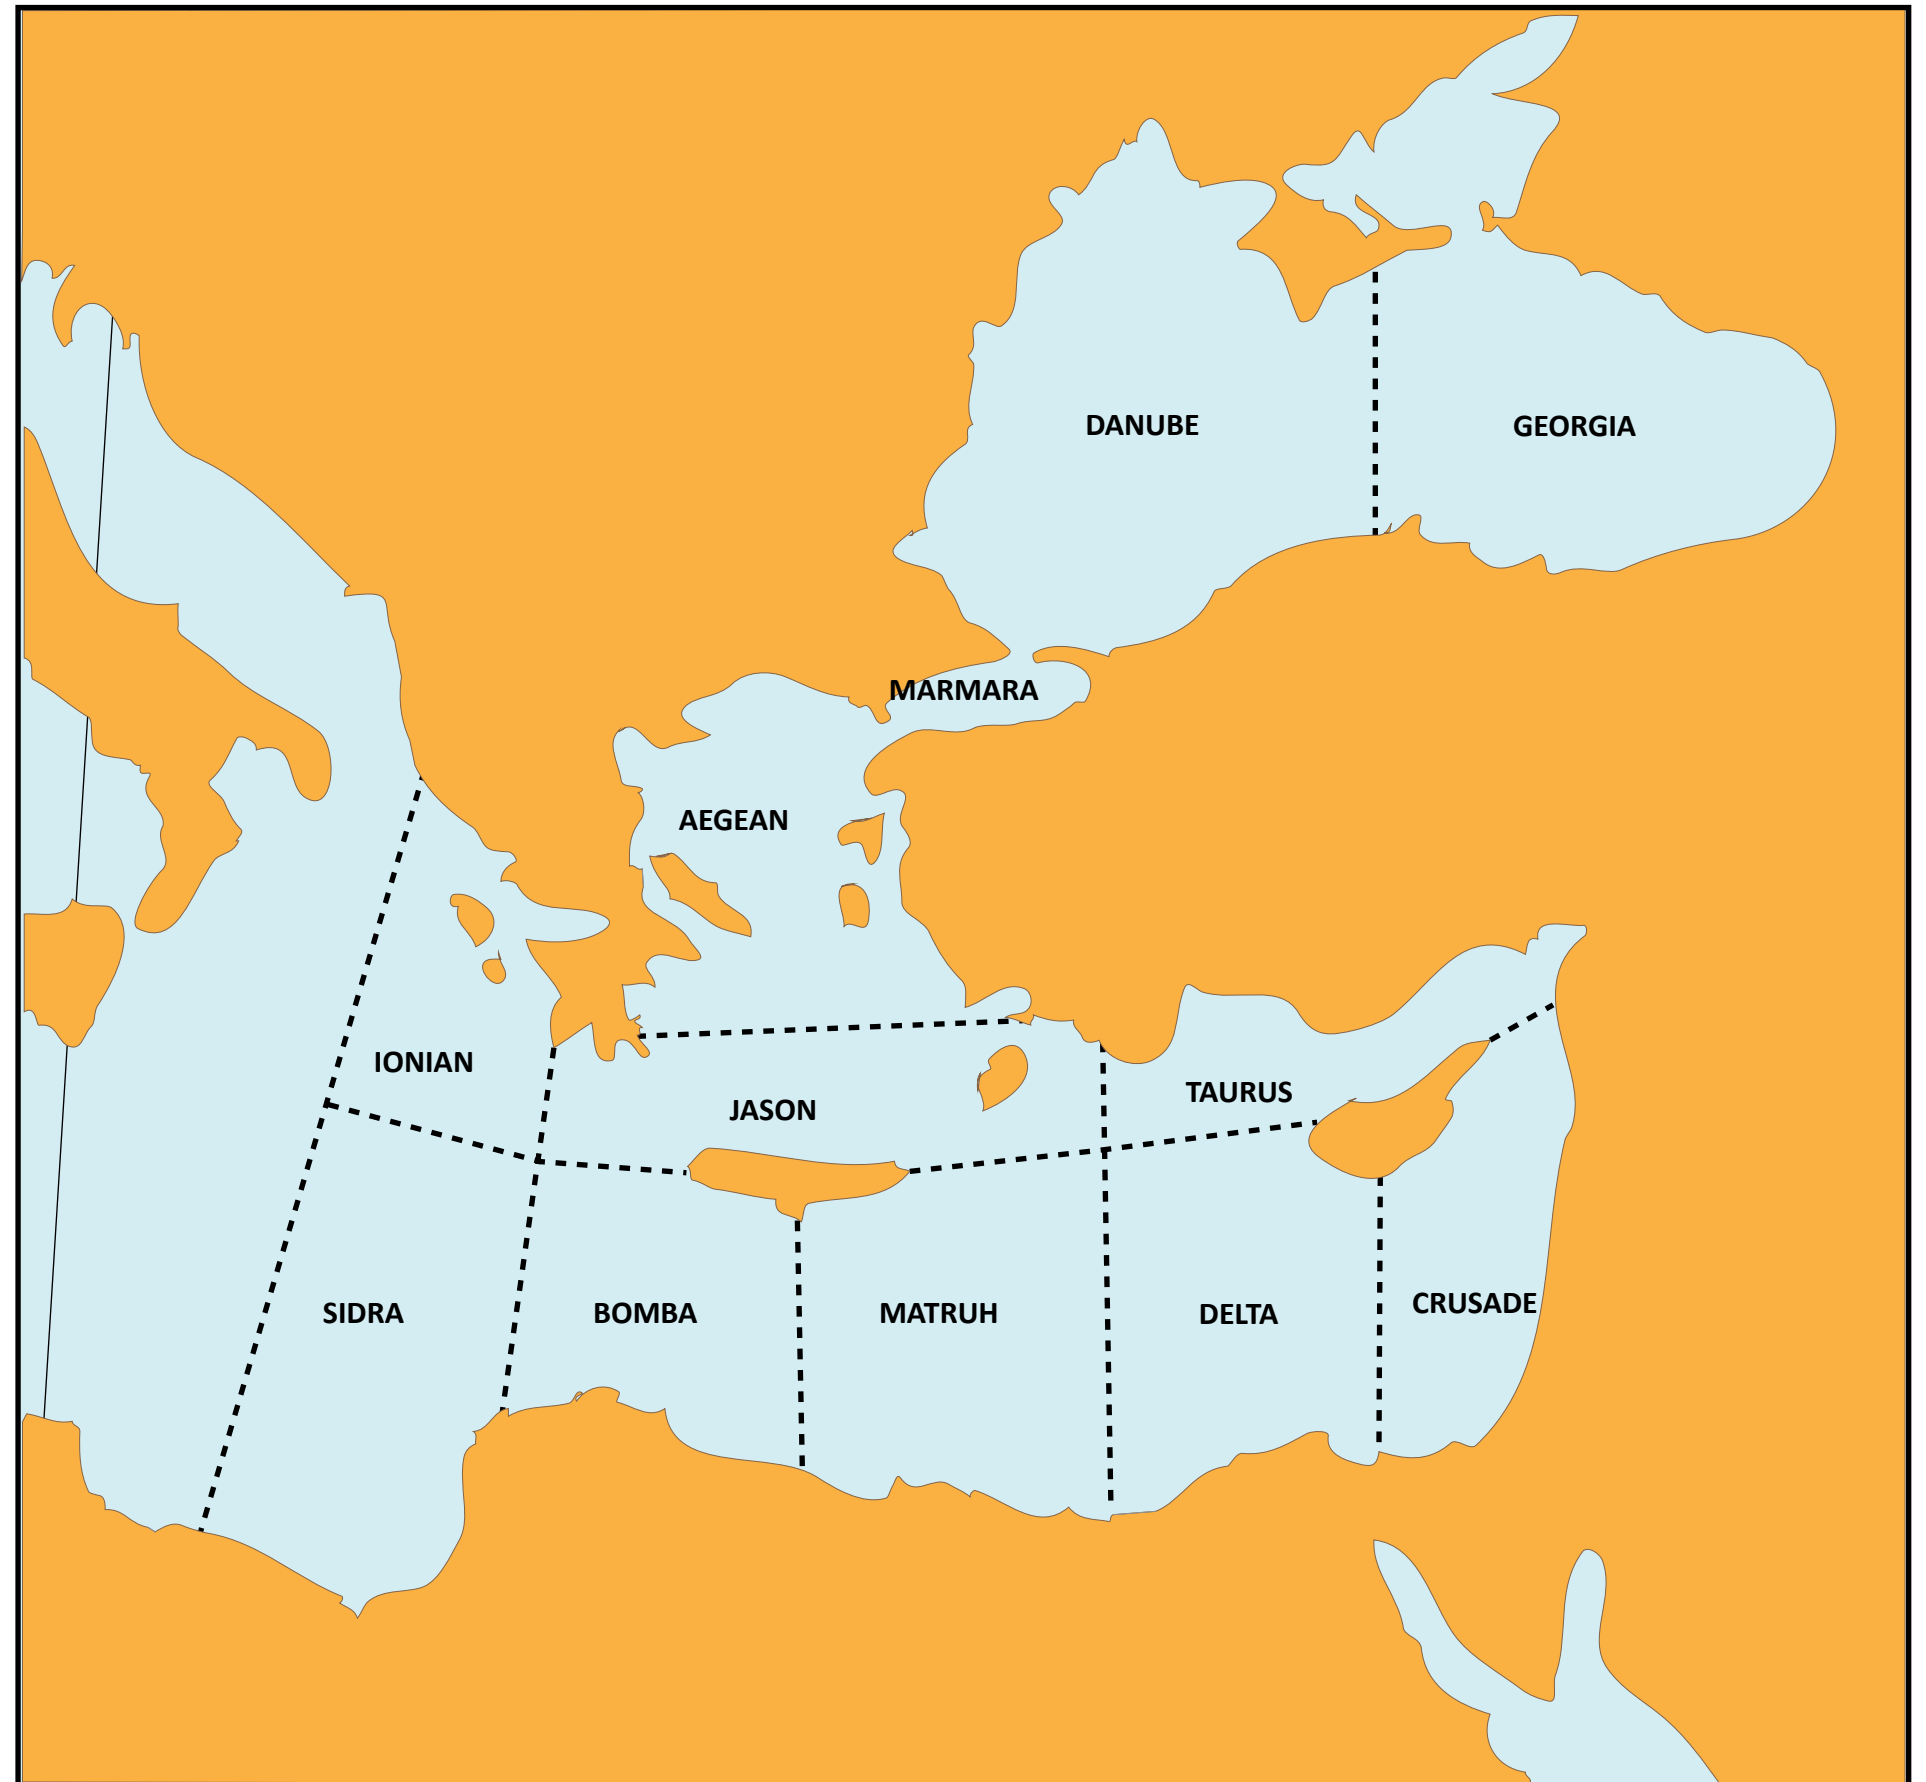 DANUBE
GEORGIA
MARMARA
AEGEAN
IONIAN
JASON
TAURUS
SIDRA
BOMBA
MATRUH
DELTA
CRUSADE